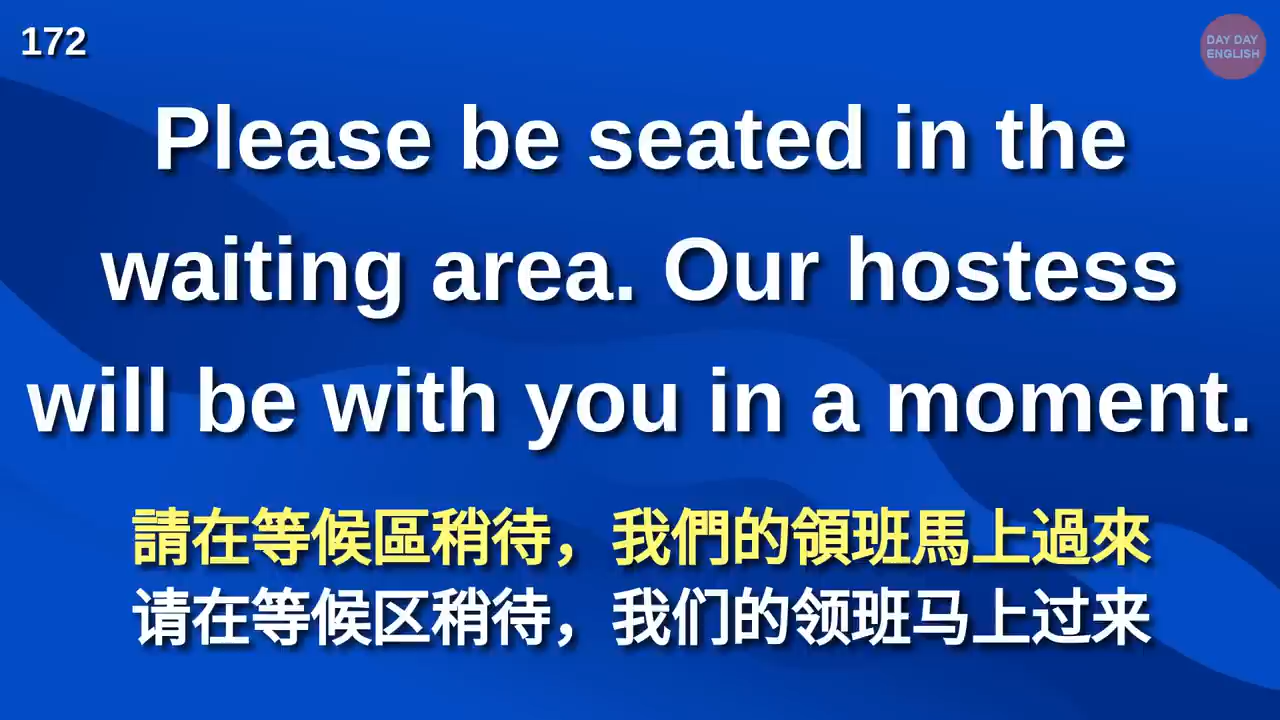 172
DAY DAY
ENGLISH
Please be seated in the
waiting area. Our hostess
will be with you in a moment.
請在等候區稍待，我們的領班馬上過來
请在等候区稍待，我们的领班马上过来